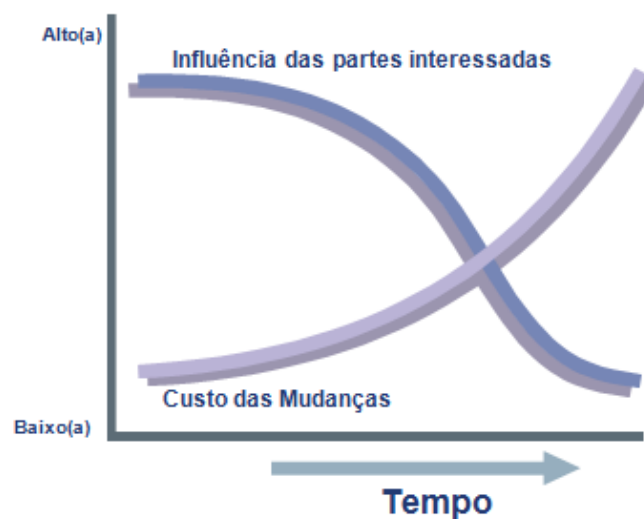 Alto(a)
Influência das partes interessadas
Custo das Mudanças
Baixo(a)
Tempo